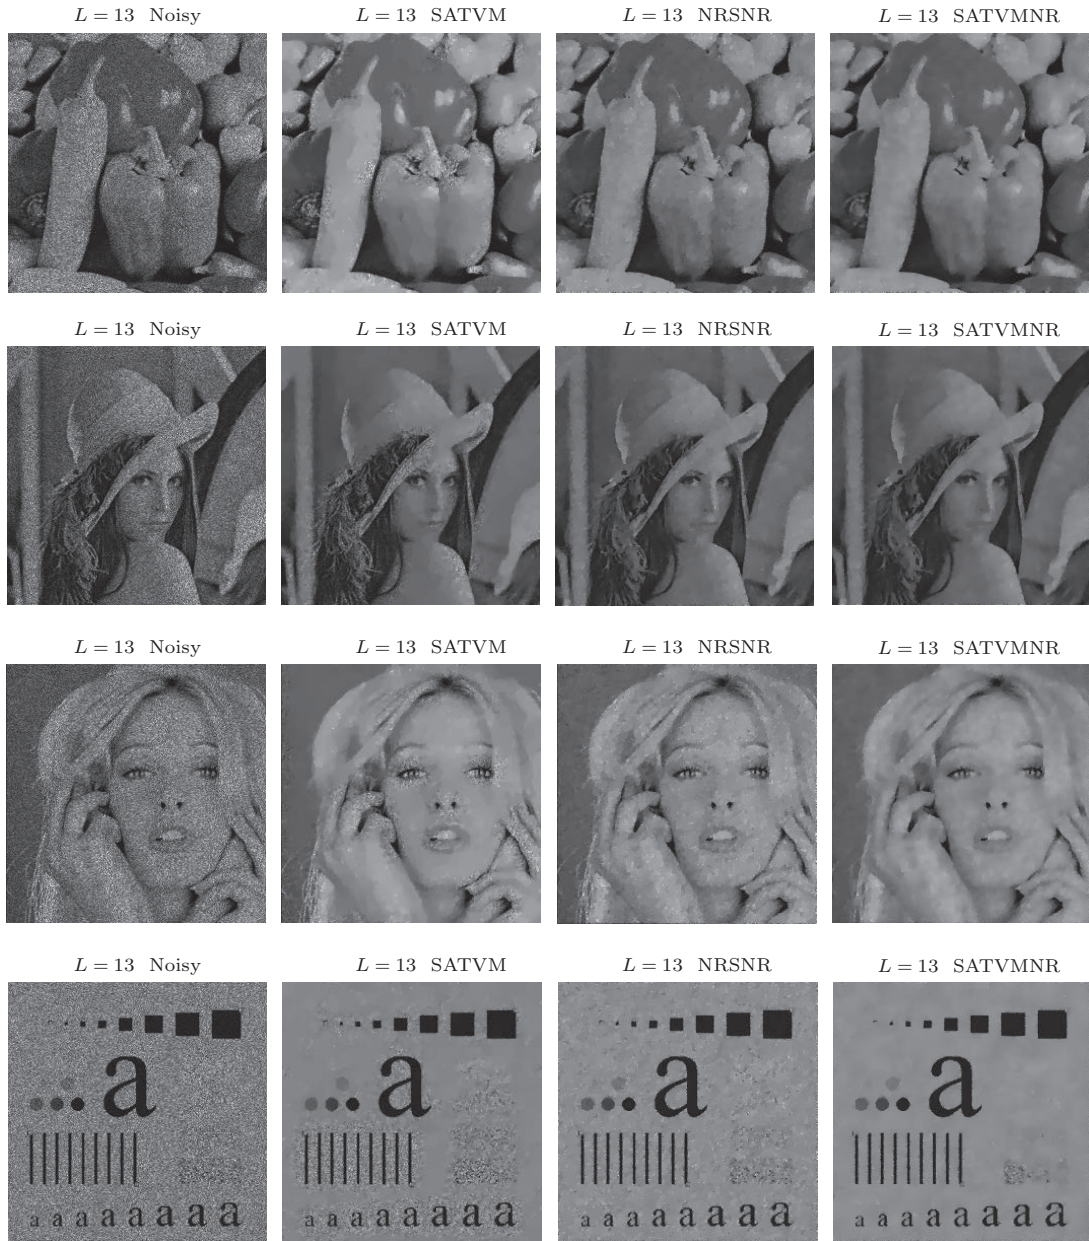 L = 13 Noisy L = 13 SATVM L = 13 NRSNR L = 13 SATVMNR
L = 13 Noisy L = 13 SATVM L = 13 NRSNR L = 13 SATVMNR
L = 13 Noisy L = 13 SATVM L = 13 NRSNR L = 13 SATVMNR
L = 13 Noisy L = 13 SATVM L = 13 NRSNR L = 13 SATVMNR
a a a a
a a a a a a a a a a a a a a a a a a a a a a a a a a a a a a a a